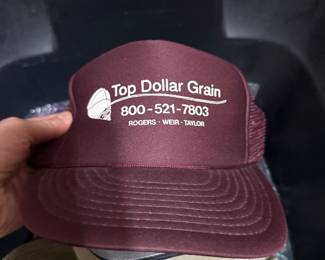 Top Dollar Grain
800-521-7803
ROGERS · WEIR · TAYLOR